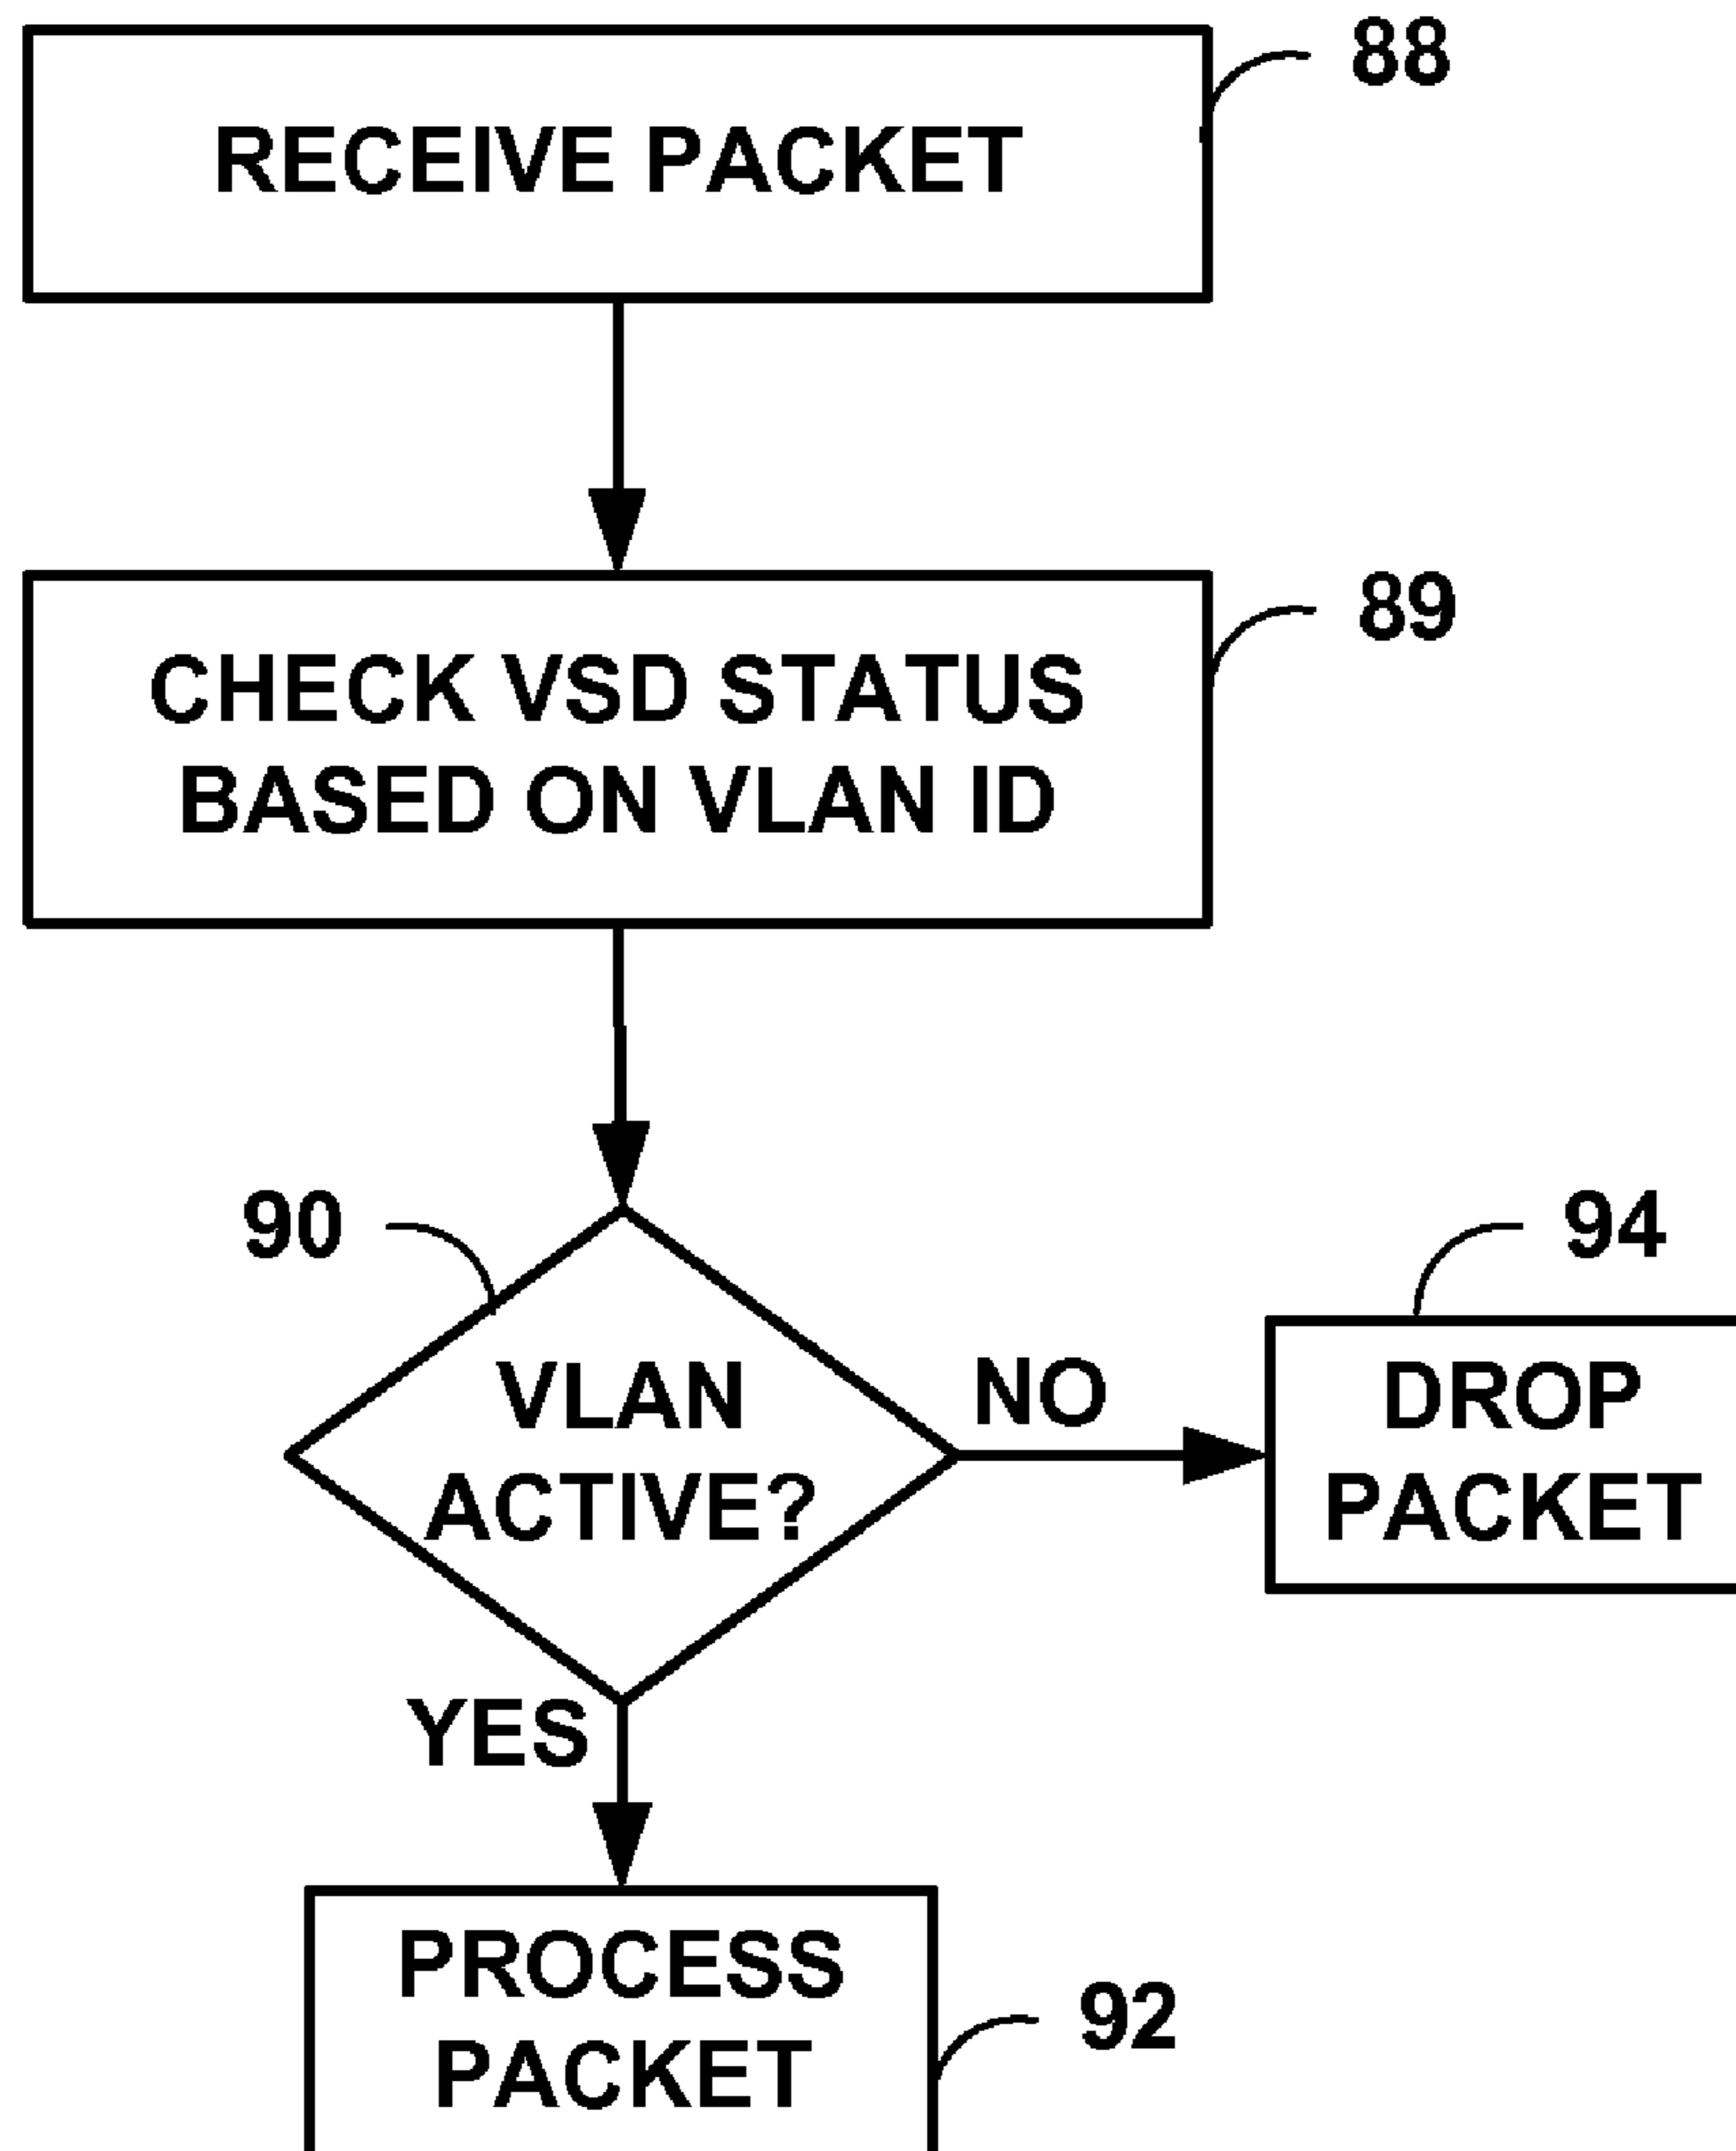 88
RECEIVE PACKET
89
CHECK VSD STATUS
BASED ON VLAN ID
90
94
VLAN
ACTIVE?
NO
DROP
PACKET
YES
PROCESS
PACKET
92